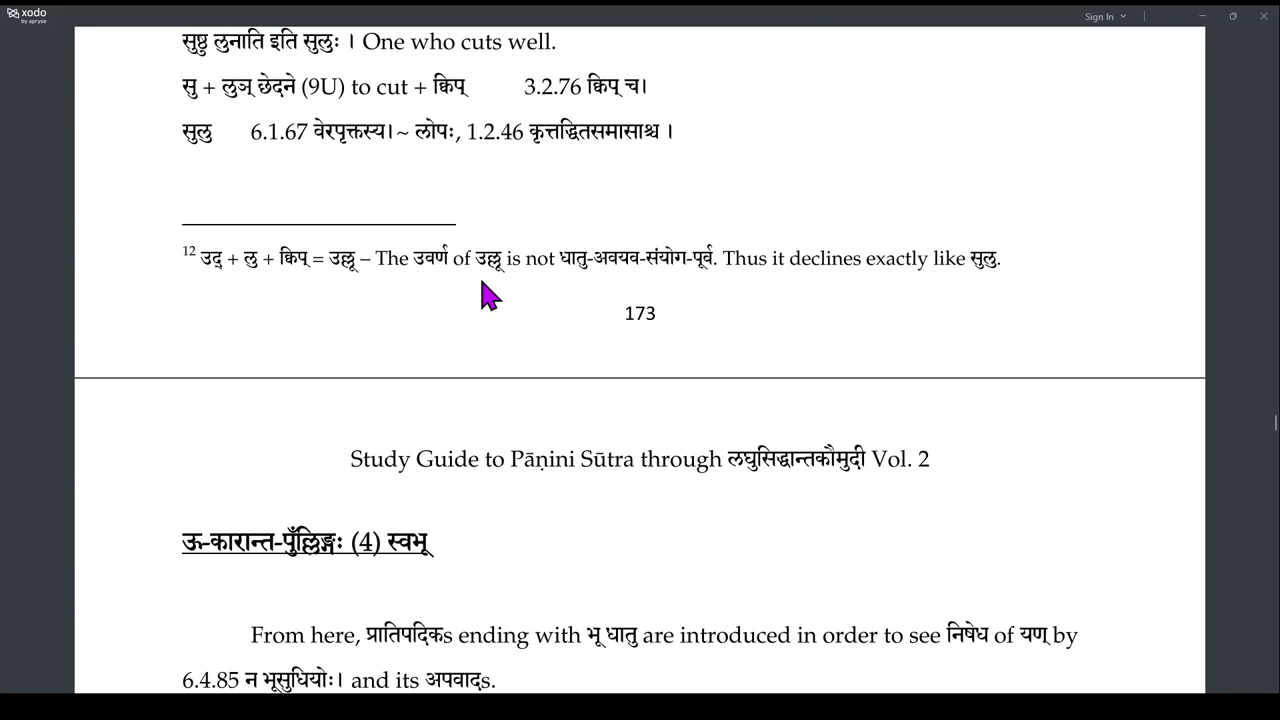 xodo
by apryse
Sign In
सुष्ठु लुनाति इति सुलुः । One who cuts well.
सु + लुञ् छेदने (9U) to cut + क्विप् 3.2.76 क्विप् च।
सुलु 6.1.67 वेरपृक्तस्य। ~ लोपः, 1.2.46 कृत्तद्धितसमासाश्च ।
12 उद् + लु + क्विप् = उल्लू – The उवर्ण of उल्लू is not धातु-अवयव-संयोग-पूर्व. Thus it declines exactly like सुलु.
173
Study Guide to Pāṇini Sūtra through लघुसिद्धान्तकौमुदी Vol. 2
ऊ-कारान्त-पुँल्लिङ्गः (4) स्वभू
From here, प्रातिपदिकs ending with भू धातु are introduced in order to see निषेध of यण् by
6.4.85 न भूसुधियोः। and its अपवादs.